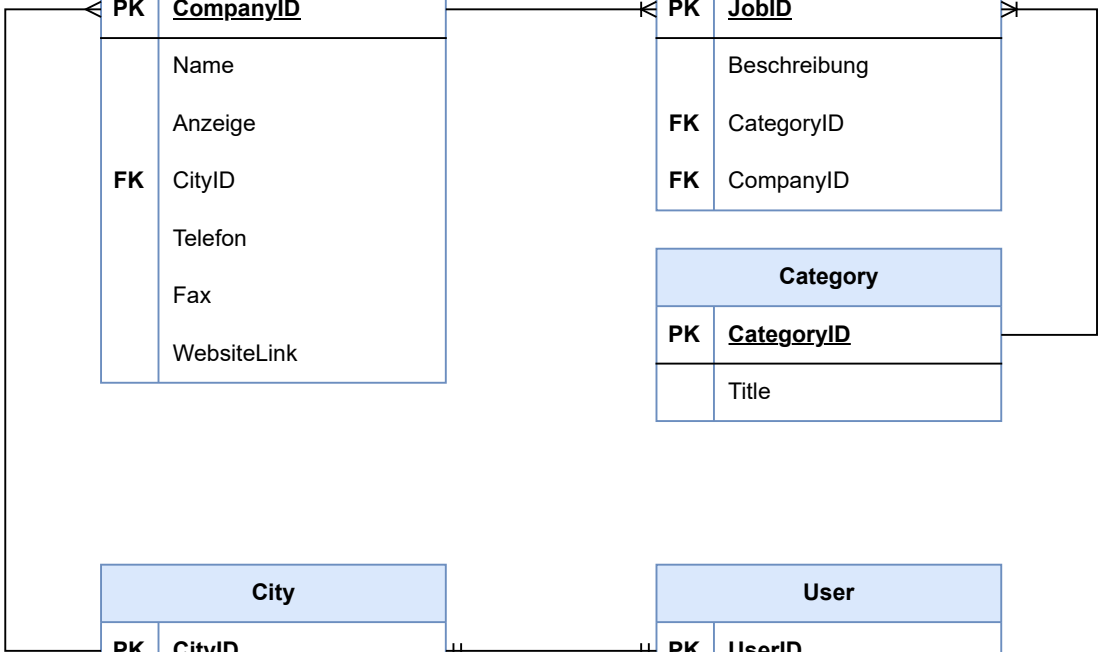 PK CompanyID
Name
Anzeige
FK CityID
Telefon
Fax
WebsiteLink
PK JobID
Beschreibung
FK CategoryID
FK CompanyID
Category
PK CategoryID
Title
City
PK CityID
User
PK UserID